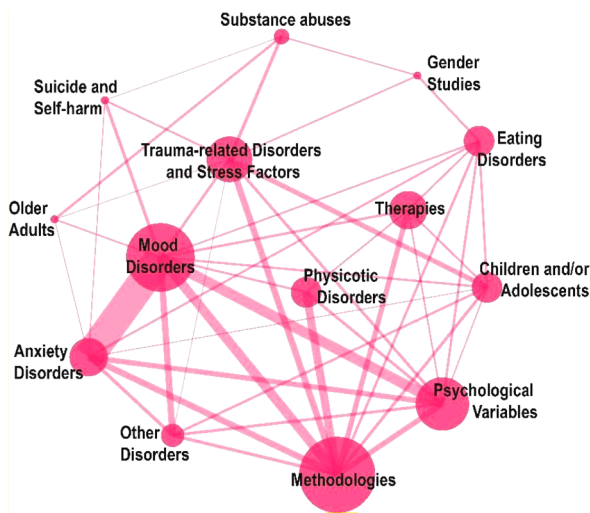 Substance abuses
Gender
Studies
Suicide and
Self-harm
Trauma-related Disorders
and Stress Factors
Eating
Disorders
Older
Adults
Therapies
Mood
Disorders
Physicotic
Disorders
Children and/or
Adolescents
Anxiety
Disorders
Psychological
Variables
Other
Disorders
Methodologies